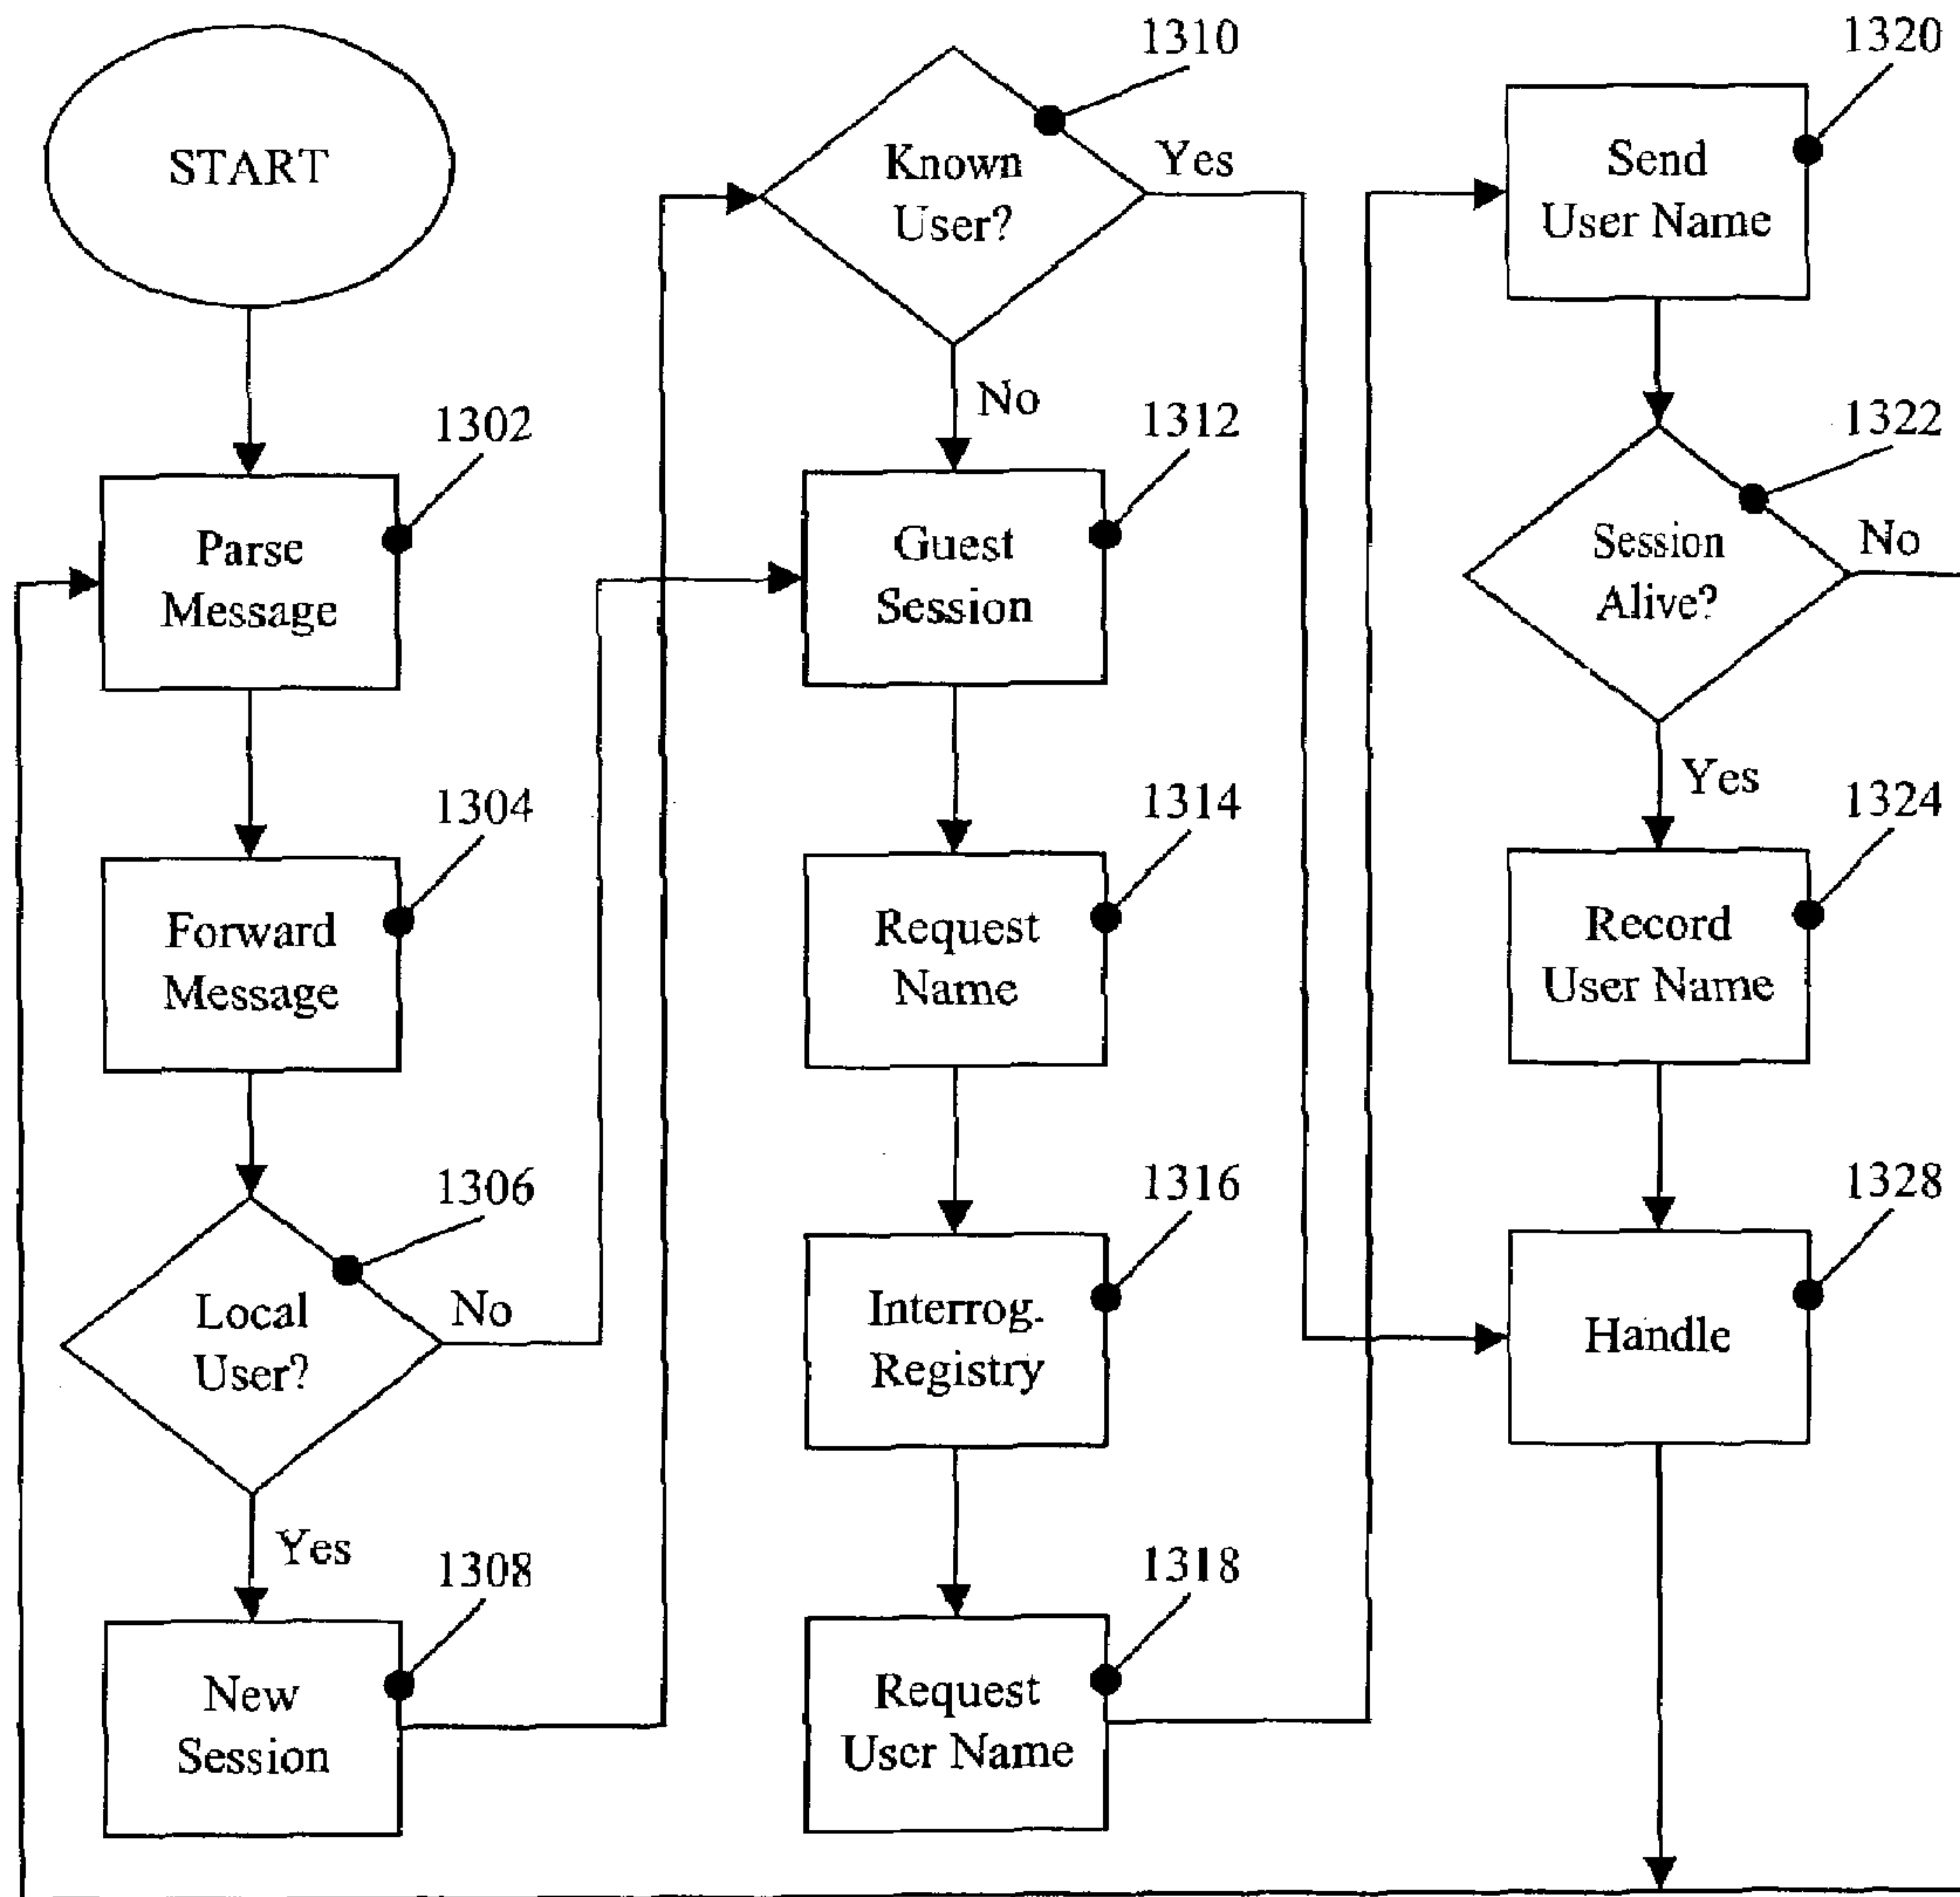 START
1302
Parse
Message
1304
Forward
Message
1306
Local
User?
No
Yes
1308
New
Session
1310
Known
User?
Yes
No
1312
Guest
Session
1314
Request
Name
1316
Interrog.
Registry
1318
Request
User Name
1320
Send
User Name
1322
Session
Alive?
No
Yes
1324
Record
User Name
1328
Handle